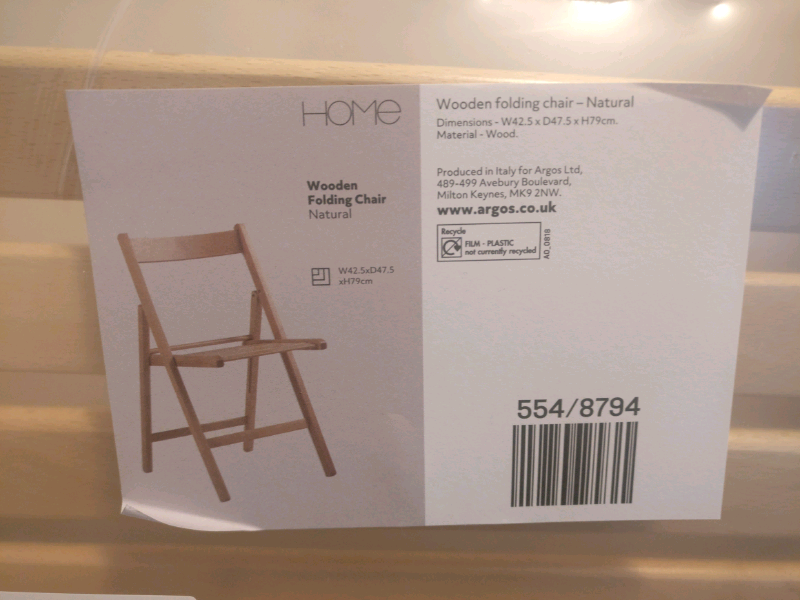 HOME
Wooden
Folding Chair
Natural
W42.5xD47.5
xH79cm
Wooden folding chair – Natural
Dimensions - W42.5 x D47.5 x H79cm.
Material - Wood.
Produced in Italy for Argos Ltd,
489-499 Avebury Boulevard,
Milton Keynes, MK9 2NW.
www.argos.co.uk
Recycle
FILM - PLASTIC
not currently recycled
AD_0818
554/8794